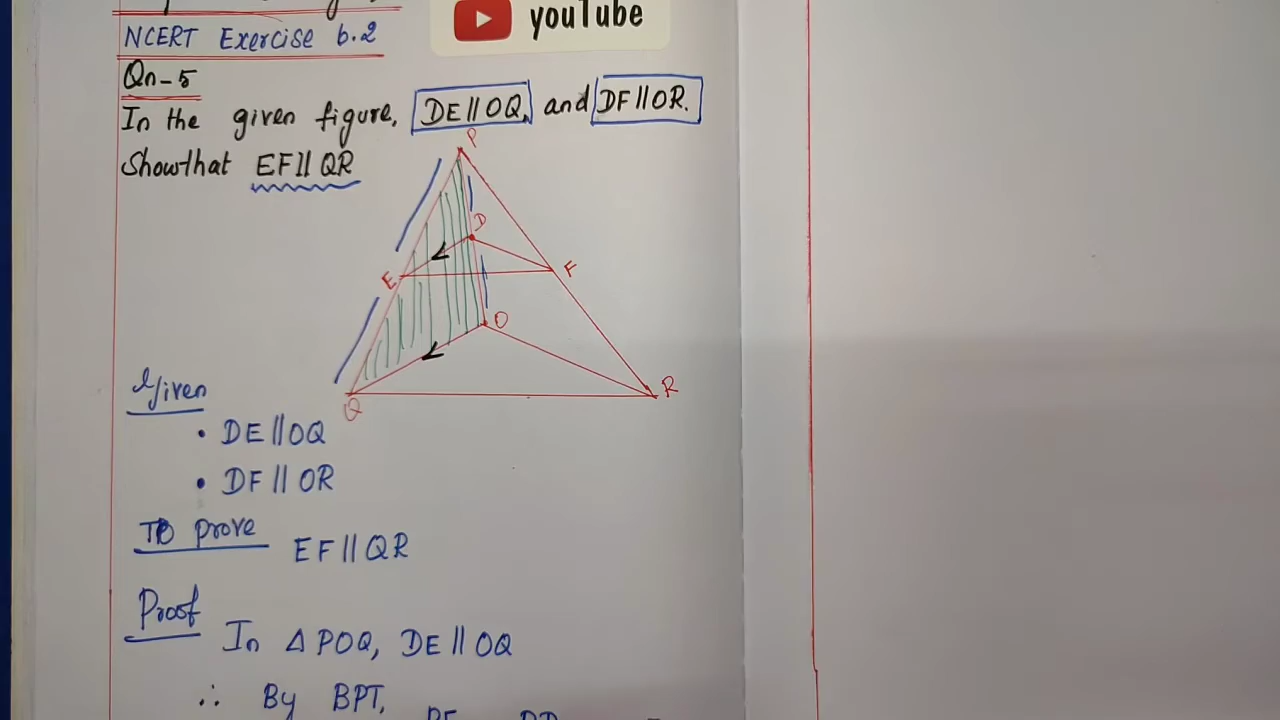 youTube
NCERT Exercise 6.2
Qn-5
In the given figure, DE || OQ, and DF || OR.
Show that EF || QR
P
D
E
F
O
Q
R
Given
• DE || OQ
• DF || OR
To prove EF || QR
Proof
In Δ POQ, DE || OQ
∴ By BPT,